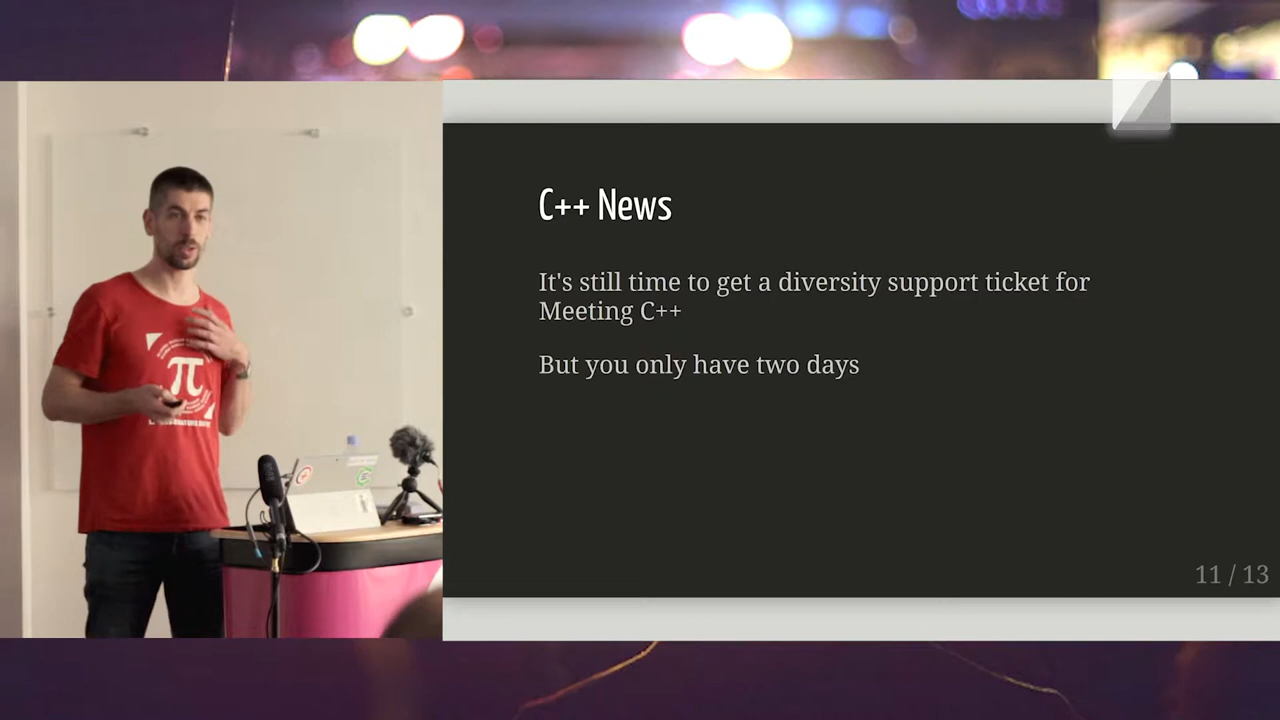 C++ News
It's still time to get a diversity support ticket for
Meeting C++
But you only have two days
11 / 13
π